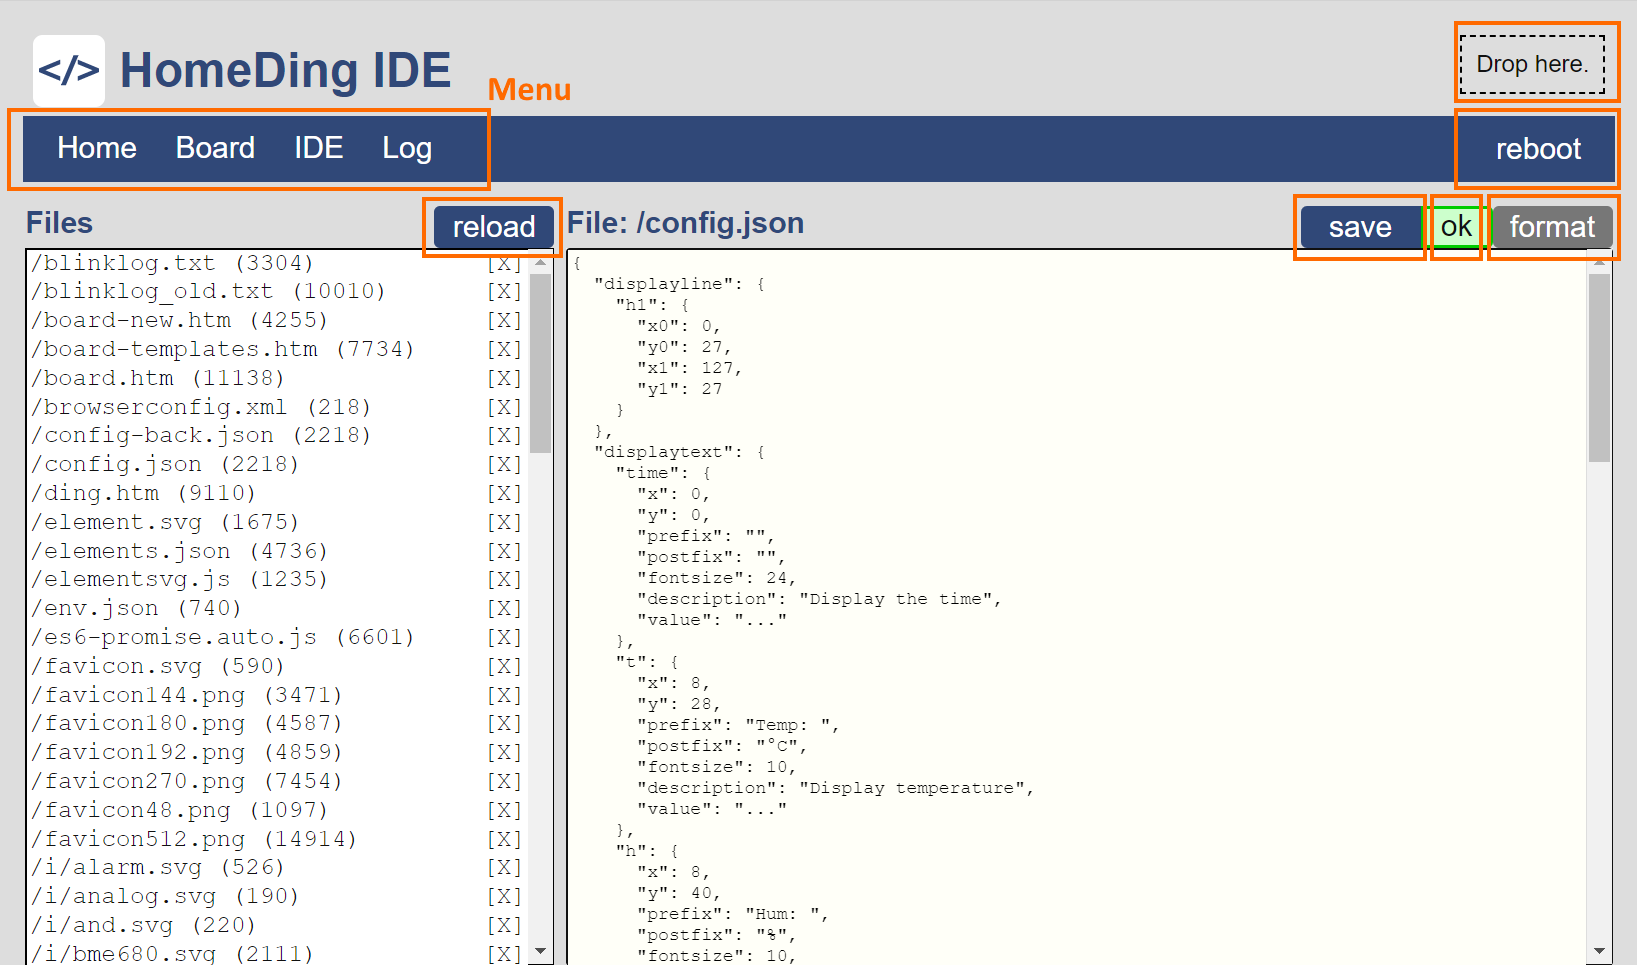 </> HomeDing IDE
Menu
Drop here.
Home Board IDE Log
reboot
Files
reload
File: /config.json
save
ok
format
/blinklog.txt (3304) [X]
/blinklog_old.txt (10010) [X]
/board-new.htm (4255) [X]
/board-templates.htm (7734) [X]
/board.htm (11138) [X]
/browserconfig.xml (218) [X]
/config-back.json (2218) [X]
/config.json (2218) [X]
/ding.htm (9110) [X]
/element.svg (1675) [X]
/elements.json (4736) [X]
/elementsvg.js (1235) [X]
/env.json (740) [X]
/es6-promise.auto.js (6601) [X]
/favicon.svg (590) [X]
/favicon144.png (3471) [X]
/favicon180.png (4587) [X]
/favicon192.png (4859) [X]
/favicon270.png (7454) [X]
/favicon48.png (1097) [X]
/favicon512.png (14914) [X]
/i/alarm.svg (526) [X]
/i/analog.svg (190) [X]
/i/and.svg (220) [X]
/i/bme680.svg (2111) [X]
{
  "displayline": {
    "h1": {
      "x0": 0,
      "y0": 27,
      "x1": 127,
      "y1": 27
    }
  },
  "displaytext": {
    "time": {
      "x": 0,
      "y": 0,
      "prefix": "",
      "postfix": "",
      "fontsize": 24,
      "description": "Display the time",
      "value": "..."
    },
    "t": {
      "x": 8,
      "y": 28,
      "prefix": "Temp: ",
      "postfix": "°C",
      "fontsize": 10,
      "description": "Display temperature",
      "value": "..."
    },
    "h": {
      "x": 8,
      "y": 40,
      "prefix": "Hum: ",
      "postfix": "%",
      "fontsize": 10,